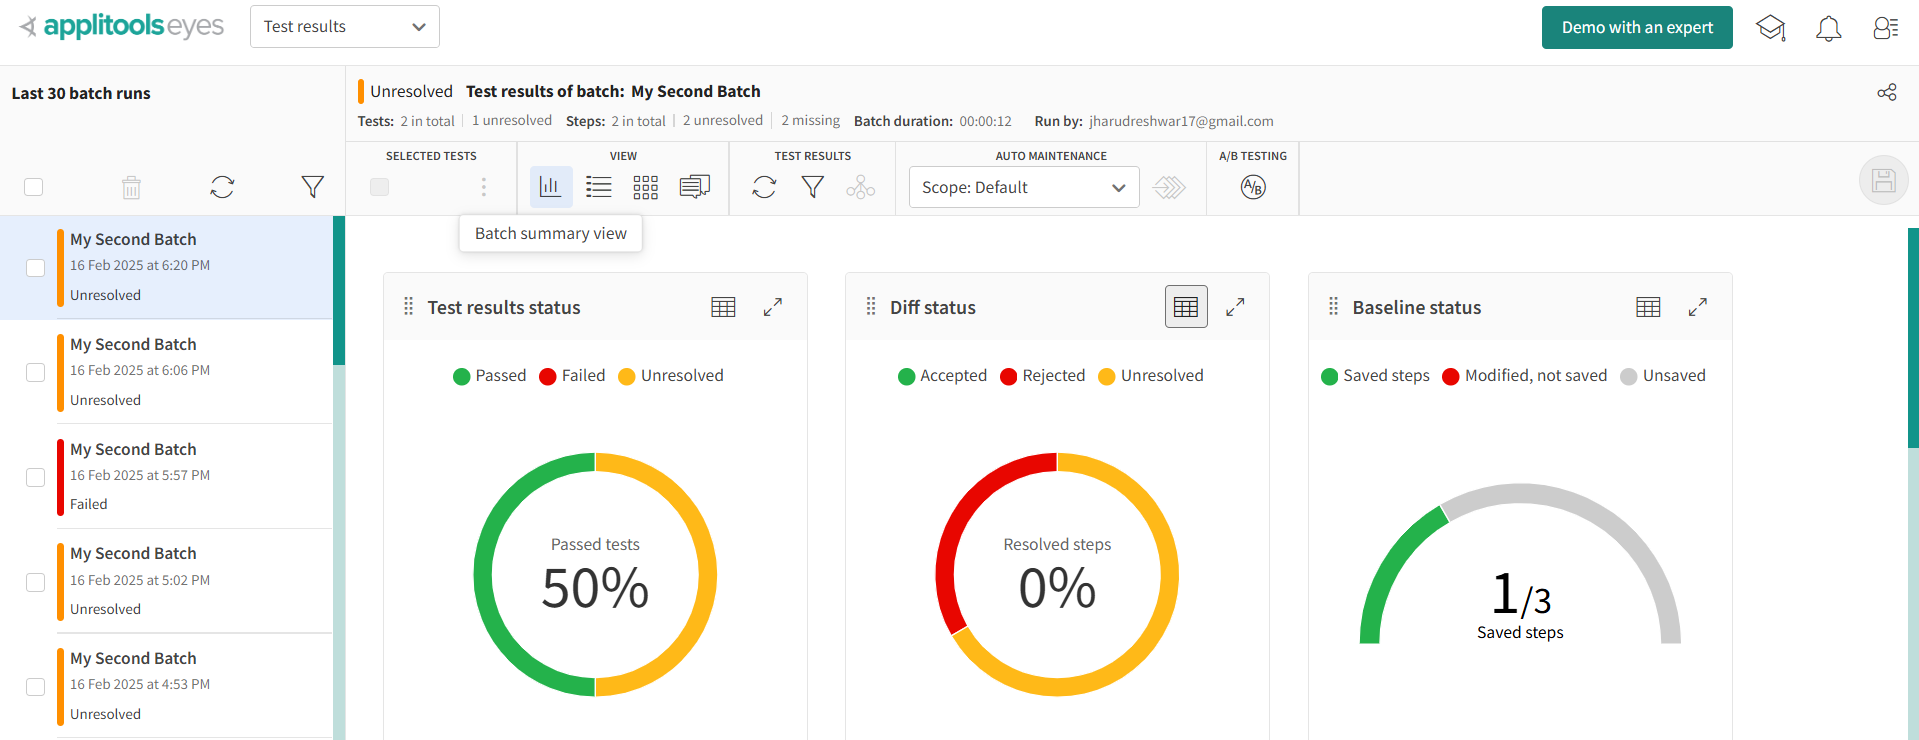 applitools eyes
Test results
Demo with an expert
Last 30 batch runs
Unresolved Test results of batch: My Second Batch
Tests: 2 in total 1 unresolved Steps: 2 in total 2 unresolved 2 missing Batch duration: 00:00:12 Run by: jharudreshwar17@gmail.com
SELECTED TESTS VIEW TEST RESULTS AUTO MAINTENANCE A/B TESTING
Scope: Default
A/B
Batch summary view
My Second Batch
16 Feb 2025 at 6:20 PM
Unresolved
My Second Batch
16 Feb 2025 at 6:06 PM
Unresolved
My Second Batch
16 Feb 2025 at 5:57 PM
Failed
My Second Batch
16 Feb 2025 at 5:02 PM
Unresolved
My Second Batch
16 Feb 2025 at 4:53 PM
Unresolved
Test results status
Passed Failed Unresolved
Passed tests
50%
Diff status
Accepted Rejected Unresolved
Resolved steps
0%
Baseline status
Saved steps Modified, not saved Unsaved
1/3
Saved steps